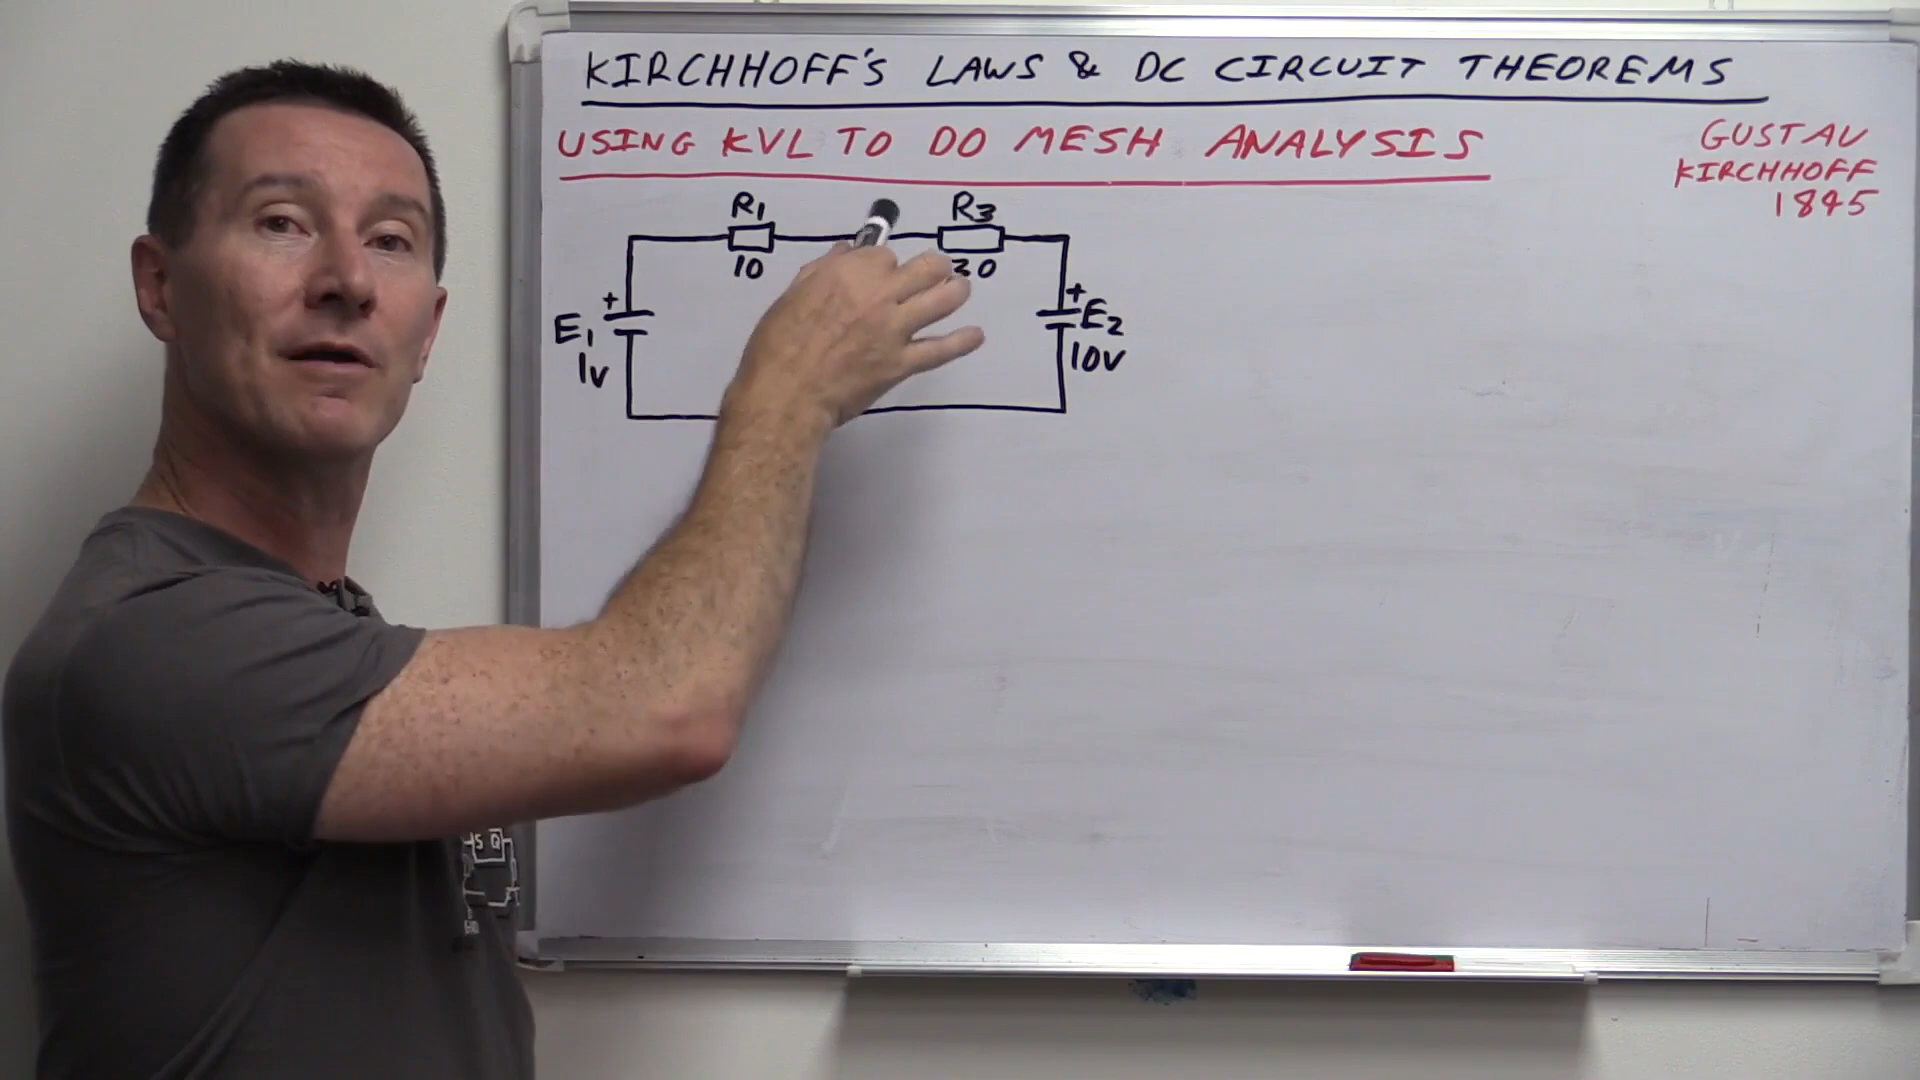 KIRCHHOFF'S LAWS & DC CIRCUIT THEOREMS
USING KVL TO DO MESH ANALYSIS
GUSTAV
KIRCHHOFF
1845
R1
R3
10
30
+
+
E1
1V
E2
10V
S Q